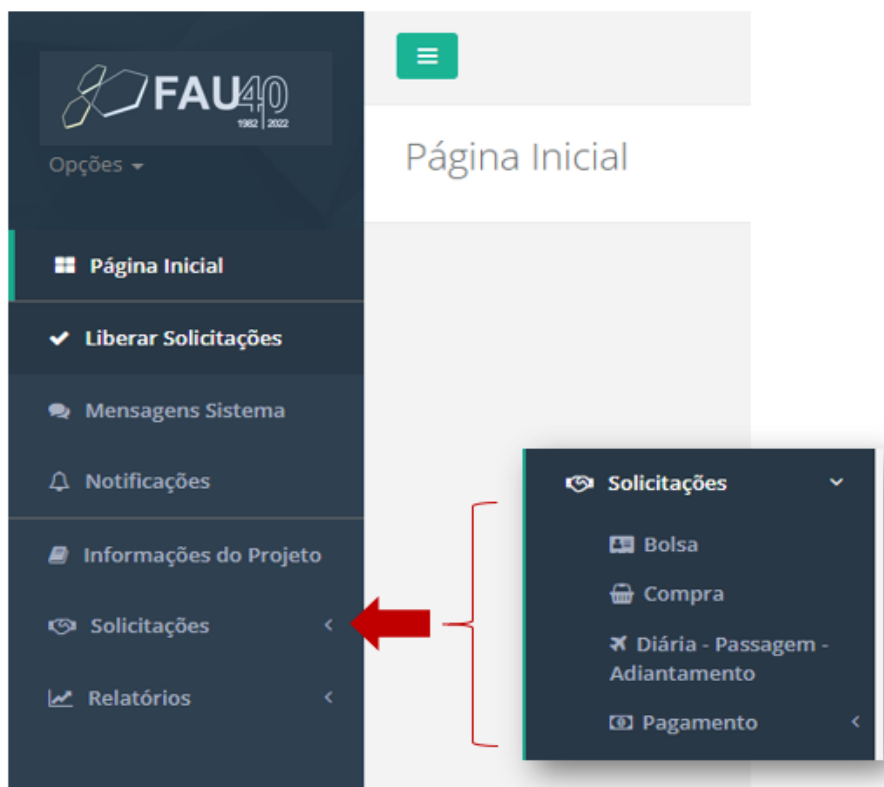 FAU40
1982 | 2022
Opções
Página Inicial
Página Inicial
Liberar Solicitações
Mensagens Sistema
Notificações
Informações do Projeto
Solicitações
Relatórios
Solicitações
Bolsa
Compra
Diária - Passagem -
Adiantamento
Pagamento